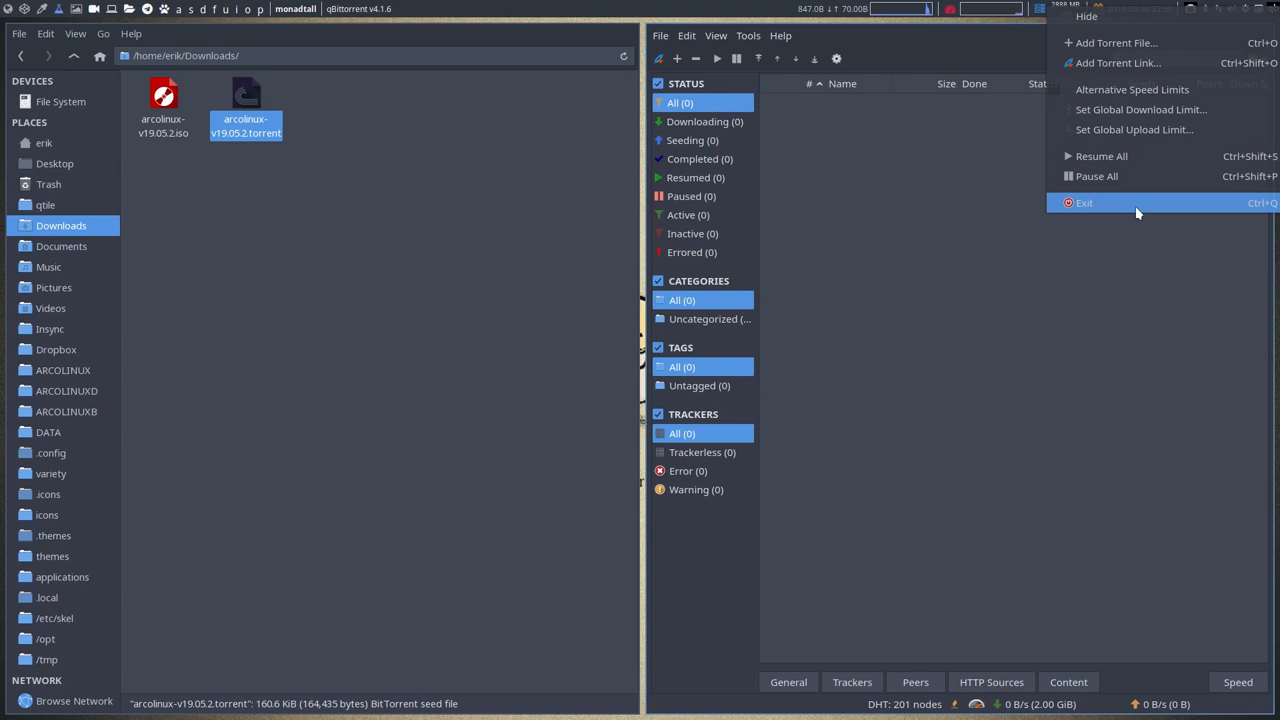 a s d f u i o p monadtall qBittorrent v4.1.6 847.0B ↓↑ 70.00B 2888 MB
File Edit View Go Help
/home/erik/Downloads/
DEVICES
File System
PLACES
erik
Desktop
Trash
qtile
Downloads
Documents
Music
Pictures
Videos
Insync
Dropbox
ARCOLINUX
ARCOLINUXD
ARCOLINUXB
DATA
.config
variety
.icons
icons
.themes
themes
applications
.local
/etc/skel
/opt
/tmp
NETWORK
Browse Network
arcolinux-
v19.05.2.iso
arcolinux-
v19.05.2.torrent
"arcolinux-v19.05.2.torrent": 160.6 KiB (164,435 bytes) BitTorrent seed file
File Edit View Tools Help
STATUS
All (0)
Downloading (0)
Seeding (0)
Completed (0)
Resumed (0)
Paused (0)
Active (0)
Inactive (0)
Errored (0)
CATEGORIES
All (0)
Uncategorized (...
TAGS
All (0)
Untagged (0)
TRACKERS
All (0)
Trackerless (0)
Error (0)
Warning (0)
# Name Size Done Stat
Hide
Add Torrent File... Ctrl+O
Add Torrent Link... Ctrl+Shift+O
Alternative Speed Limits
Set Global Download Limit...
Set Global Upload Limit...
Resume All Ctrl+Shift+S
Pause All Ctrl+Shift+P
Exit Ctrl+Q
General Trackers Peers HTTP Sources Content Speed
DHT: 201 nodes 0 B/s (2.00 GiB) 0 B/s (0 B)